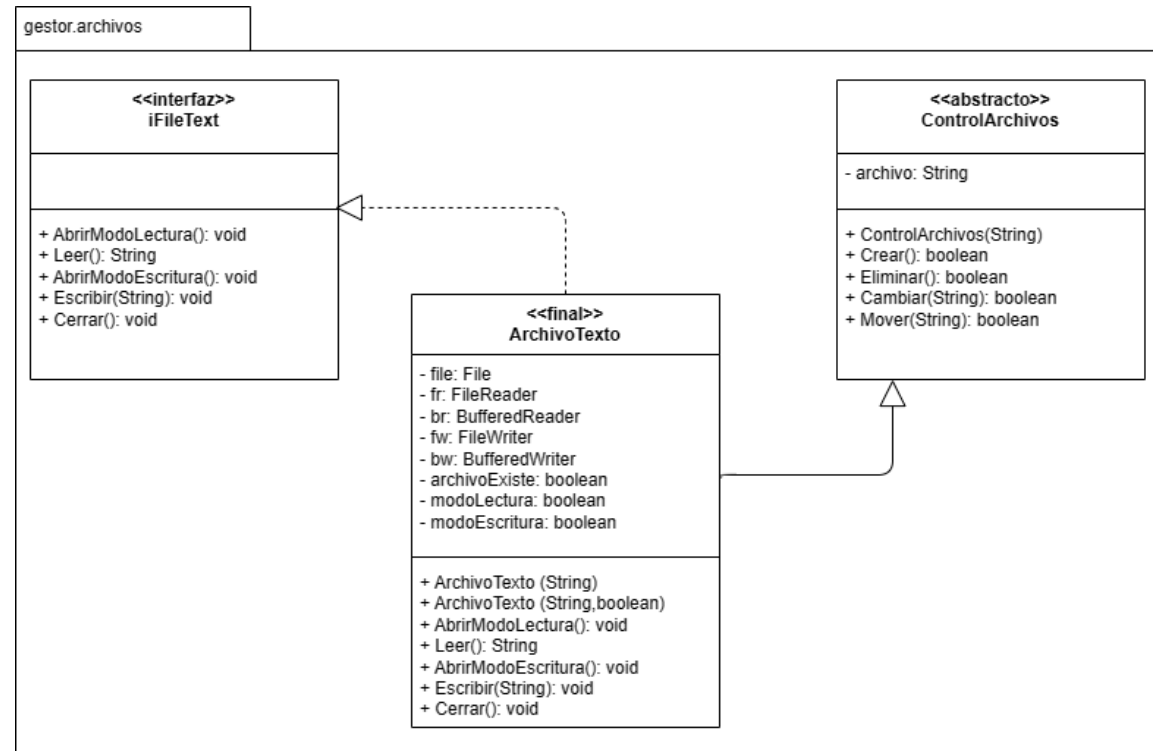 gestor.archivos
<<interfaz>>
iFileText
+ AbrirModoLectura(): void
+ Leer(): String
+ AbrirModoEscritura(): void
+ Escribir(String): void
+ Cerrar(): void
<<abstracto>>
ControlArchivos
- archivo: String
+ ControlArchivos(String)
+ Crear(): boolean
+ Eliminar(): boolean
+ Cambiar(String): boolean
+ Mover(String): boolean
<<final>>
ArchivoTexto
- file: File
- fr: FileReader
- br: BufferedReader
- fw: FileWriter
- bw: BufferedWriter
- archivoExiste: boolean
- modoLectura: boolean
- modoEscritura: boolean
+ ArchivoTexto (String)
+ ArchivoTexto (String,boolean)
+ AbrirModoLectura(): void
+ Leer(): String
+ AbrirModoEscritura(): void
+ Escribir(String): void
+ Cerrar(): void